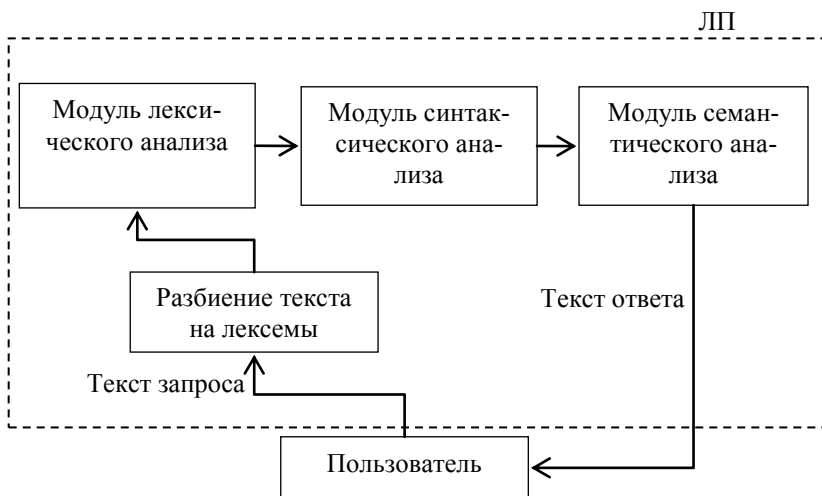 ЛП
Модуль лекси-
ческого анализа
Модуль синтак-
сического ана-
лиза
Модуль семан-
тического ана-
лиза
Разбиение текста
на лексемы
Текст ответа
Текст запроса
Пользователь